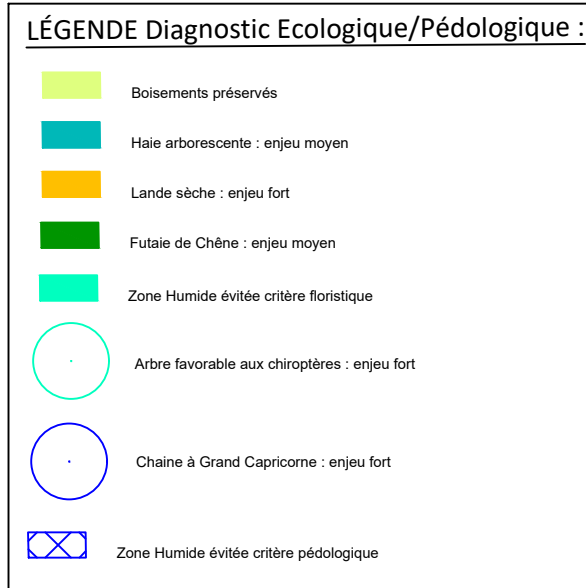 LÉGENDE Diagnostic Ecologique/Pédologique :
Boisements préservés
Haie arborescente : enjeu moyen
Lande sèche : enjeu fort
Futaie de Chêne : enjeu moyen
Zone Humide évitée critère floristique
Arbre favorable aux chiroptères : enjeu fort
Chaine à Grand Capricorne : enjeu fort
Zone Humide évitée critère pédologique